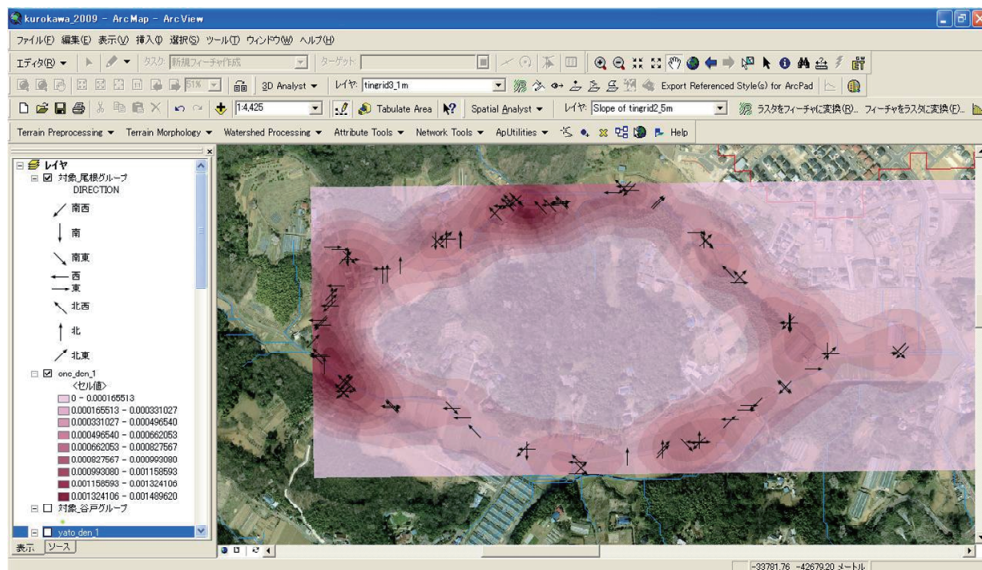 kurokawa_2009 - ArcMap - ArcView
ファイル(F) 編集(E) 表示(V) 挿入(I) 選択(S) ツール(T) ウィンドウ(W) ヘルプ(H)
エディタ(R) タスク 新規フィーチャ作成 ターゲット:
51% 3D Analyst レイヤ: tingrid3_1m Export Referenced Style(s) for ArcPad
1:4,425 Tabulate Area Spatial Analyst レイヤ: Slope of tingrid2_5m ラスタをフィーチャに変換(R)... フィーチャをラスタに変換(F)...
Terrain Preprocessing Terrain Morphology Watershed Processing Attribute Tools Network Tools ApUtilities Help
レイヤ
対象_尾根グループ
DIRECTION
南西
南
南東
西
東
北西
北
北東
one_den_1
<セル値>
0 - 0.000165513
0.000165513 - 0.000331027
0.000331027 - 0.000496540
0.000496540 - 0.000662053
0.000662053 - 0.000827567
0.000827567 - 0.000993080
0.000993080 - 0.001158593
0.001158593 - 0.001324106
0.001324106 - 0.001489620
対象_谷戸グループ
yato_den_1
表示 ソース
-33781.76 -42679.20 メートル